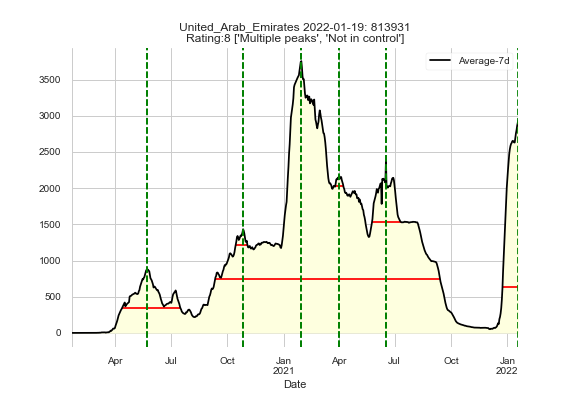 United_Arab_Emirates 2022-01-19: 813931
Rating:8 ['Multiple peaks', 'Not in control']
Average-7d
3500
3000
2500
2000
1500
1000
500
0
Apr
Jul
Oct
Jan
2021
Apr
Jul
Oct
Jan
2022
Date